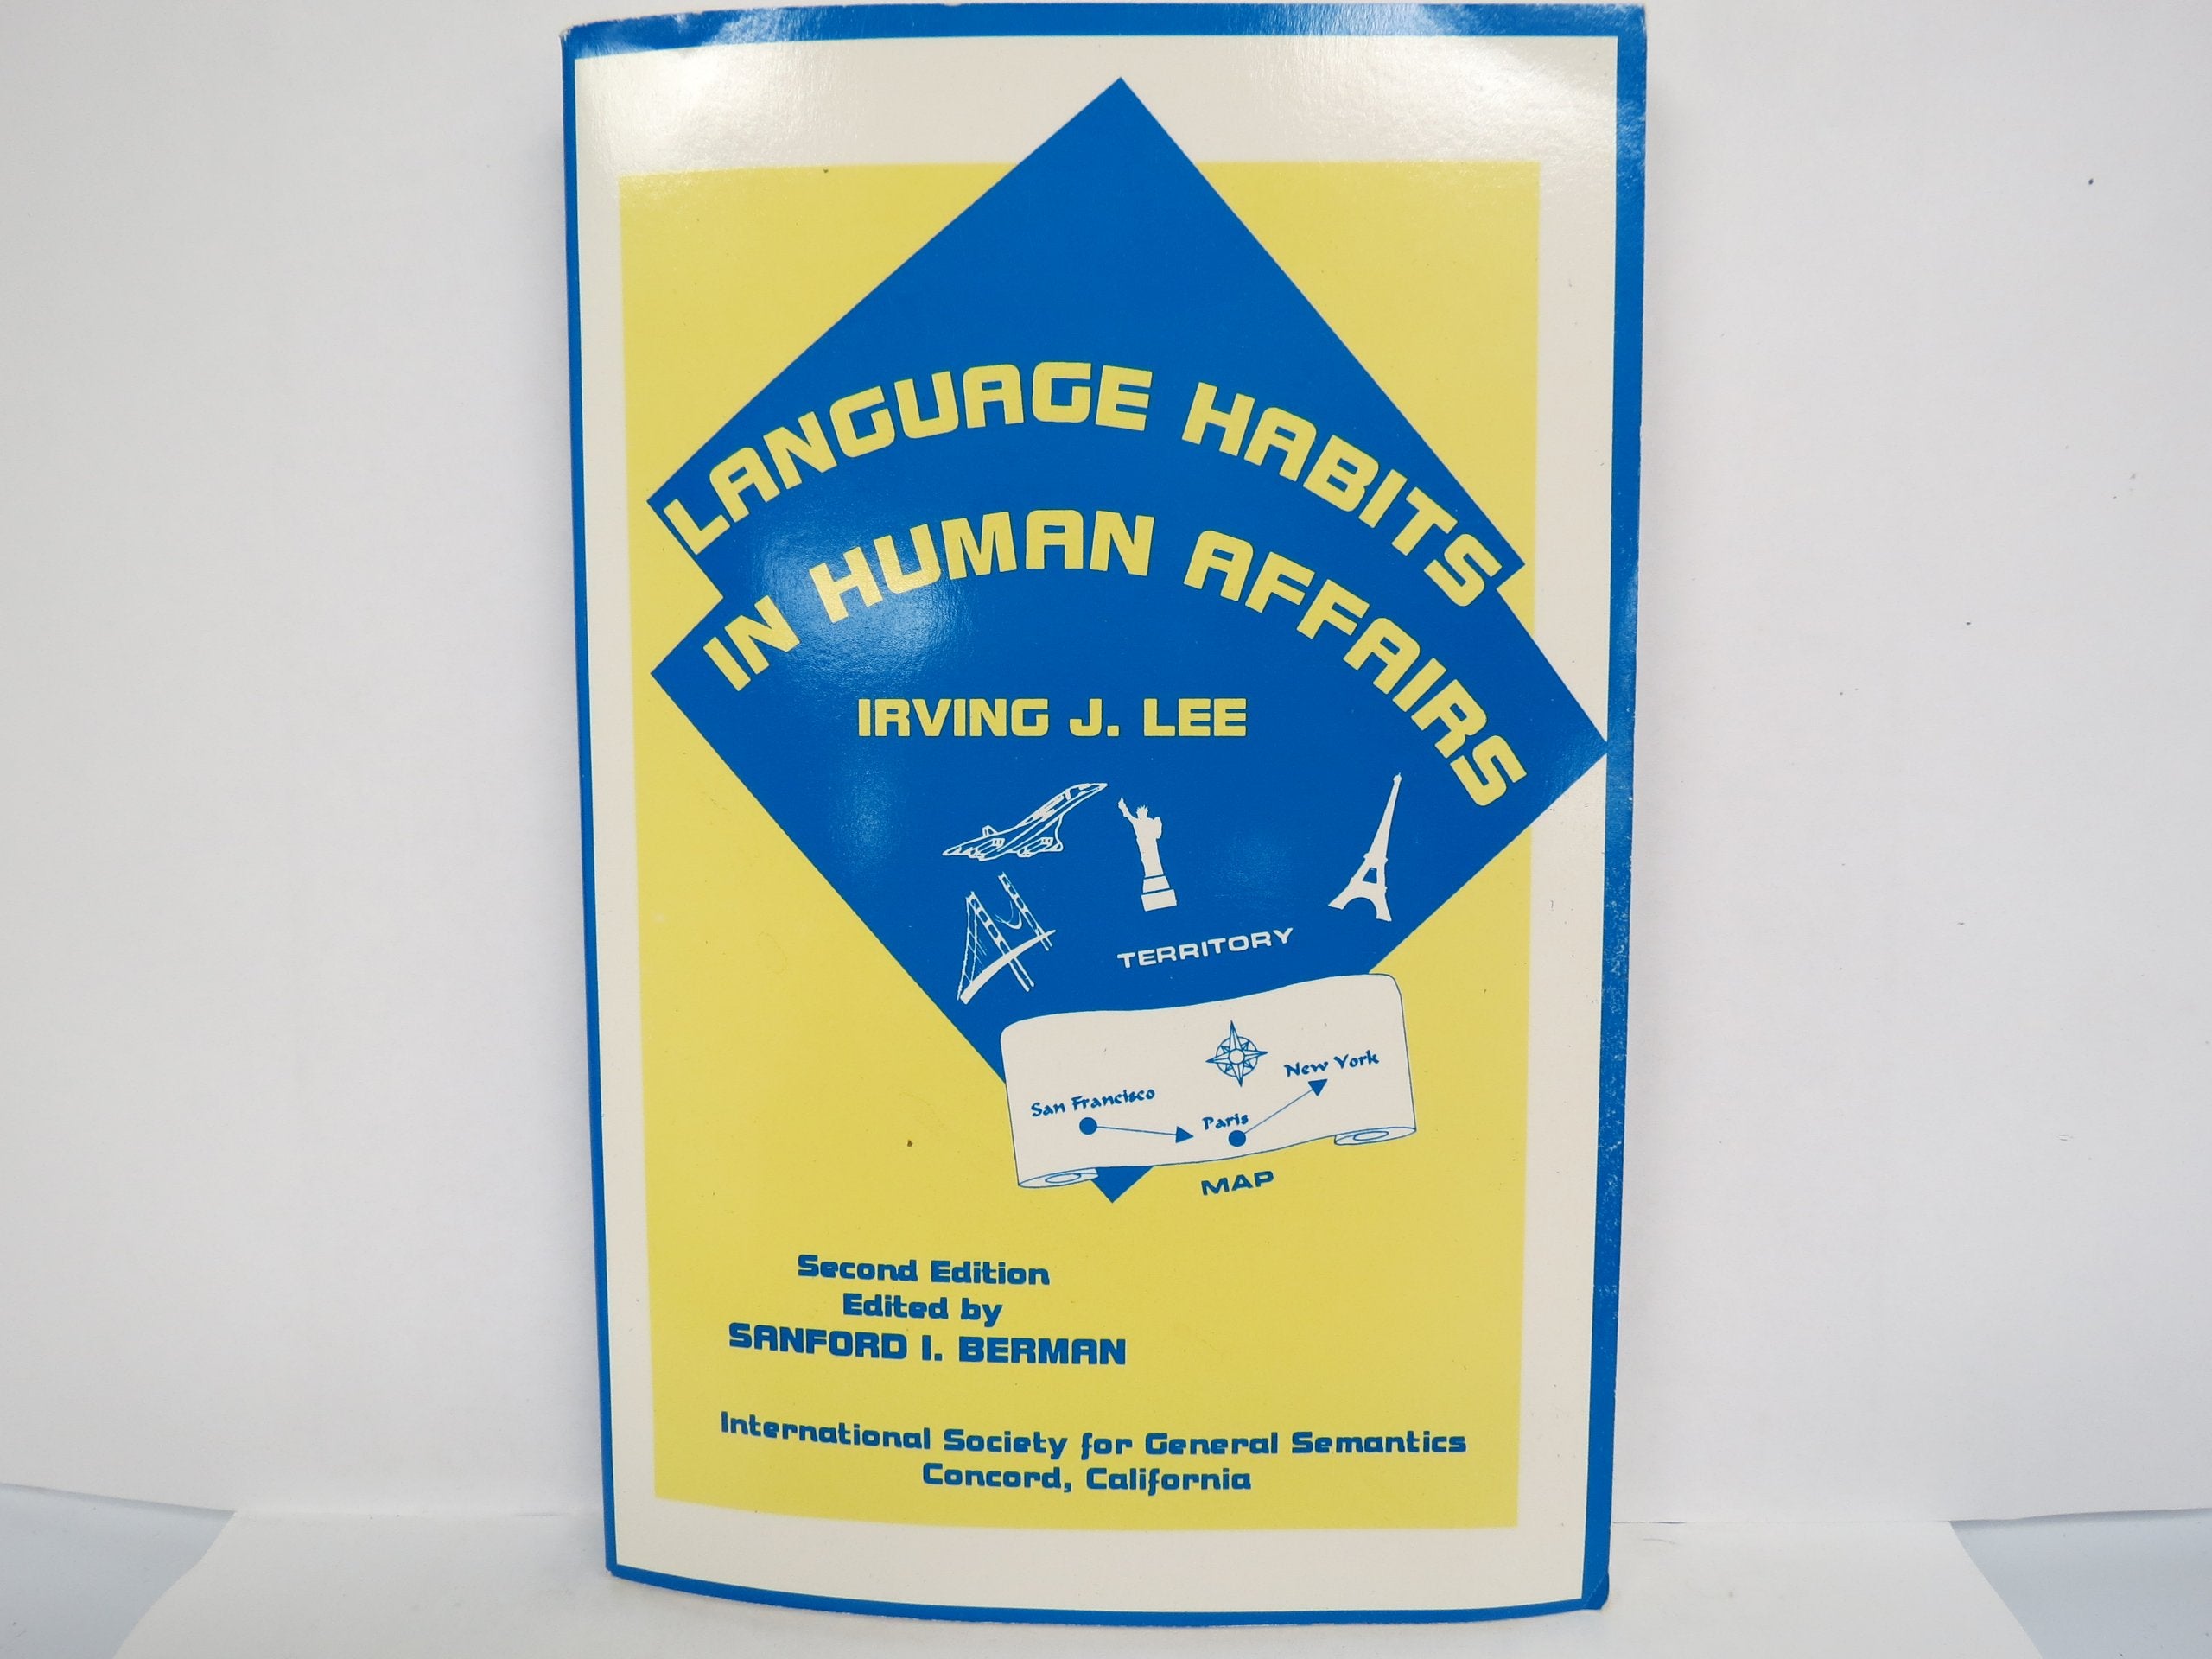 LANGUAGE HABITS
IN HUMAN AFFAIRS
IRVING J. LEE
TERRITORY
San Francisco
Paris
New York
MAP
Second Edition
Edited by
SANFORD I. BERMAN
International Society for General Semantics
Concord, California